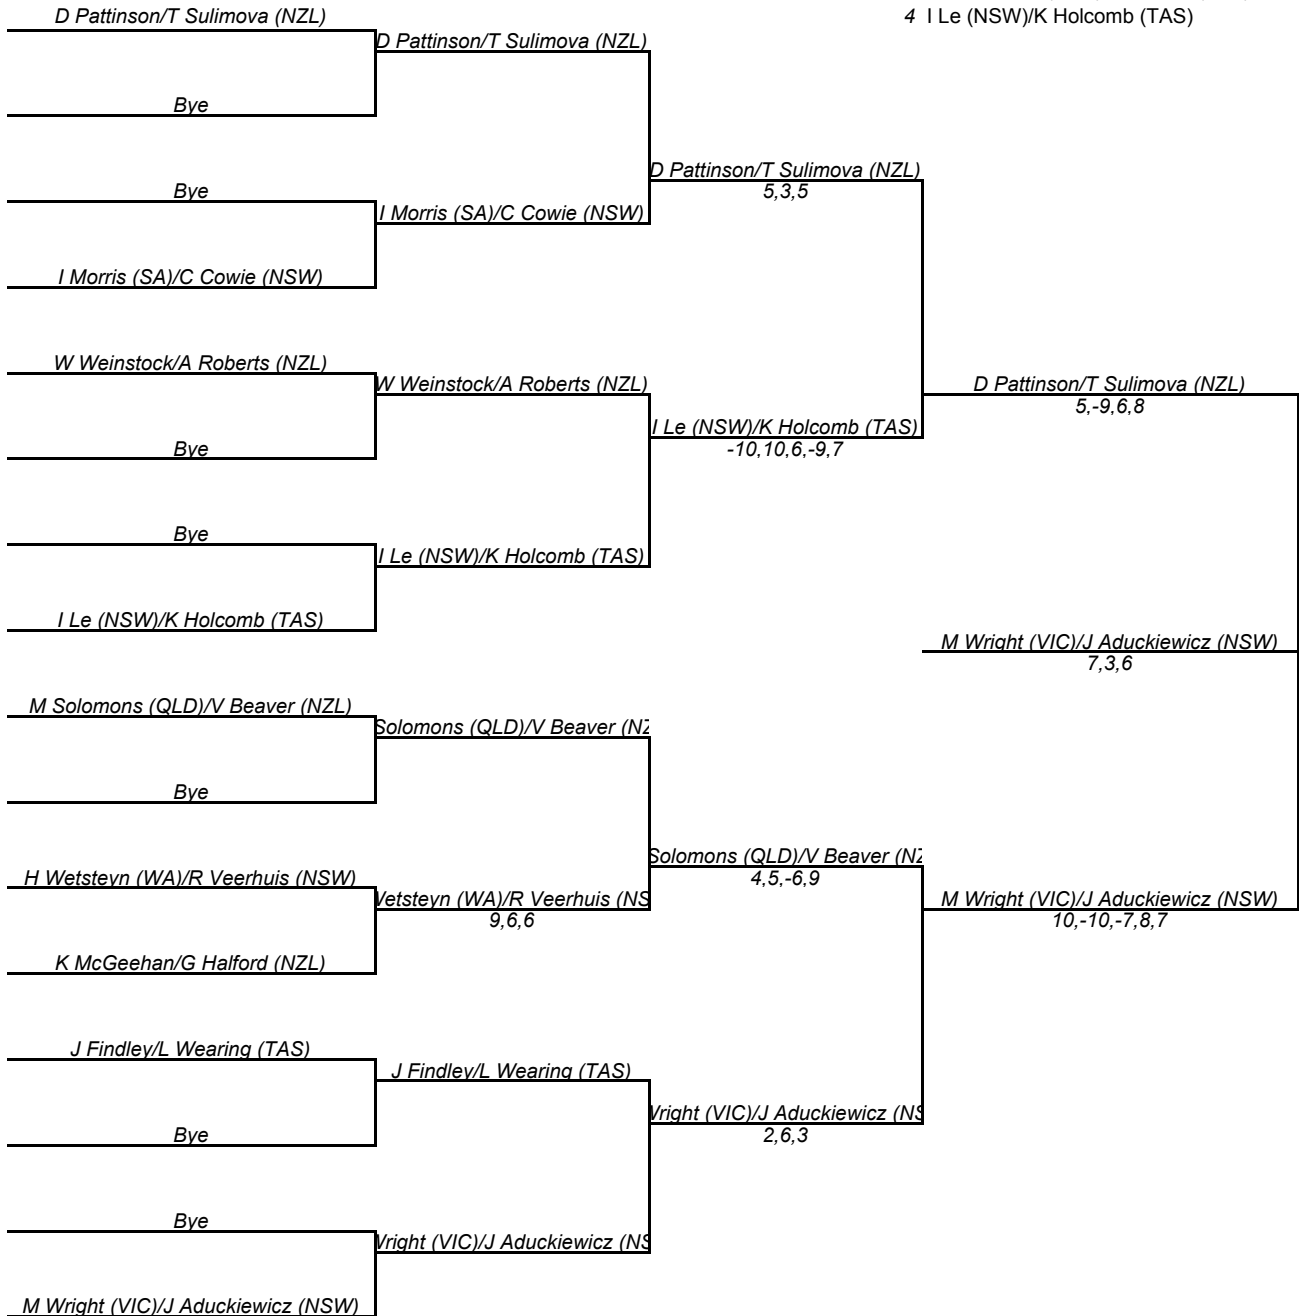 D Pattinson/T Sulimova (NZL)
4 I Le (NSW)/K Holcomb (TAS)
D Pattinson/T Sulimova (NZL)
Bye
D Pattinson/T Sulimova (NZL)
5,3,5
Bye
I Morris (SA)/C Cowie (NSW)
I Morris (SA)/C Cowie (NSW)
W Weinstock/A Roberts (NZL)
W Weinstock/A Roberts (NZL)
D Pattinson/T Sulimova (NZL)
5,-9,6,8
I Le (NSW)/K Holcomb (TAS)
-10,10,6,-9,7
Bye
Bye
I Le (NSW)/K Holcomb (TAS)
I Le (NSW)/K Holcomb (TAS)
M Wright (VIC)/J Aduckiewicz (NSW)
7,3,6
M Solomons (QLD)/V Beaver (NZL)
Solomons (QLD)/V Beaver (NZ
Bye
Solomons (QLD)/V Beaver (NZ
4,5,-6,9
H Wetsteyn (WA)/R Veerhuis (NSW)
Wetsteyn (WA)/R Veerhuis (NS
9,6,6
M Wright (VIC)/J Aduckiewicz (NSW)
10,-10,-7,8,7
K McGeehan/G Halford (NZL)
J Findley/L Wearing (TAS)
J Findley/L Wearing (TAS)
Wright (VIC)/J Aduckiewicz (NS
2,6,3
Bye
Bye
Wright (VIC)/J Aduckiewicz (NS
M Wright (VIC)/J Aduckiewicz (NSW)